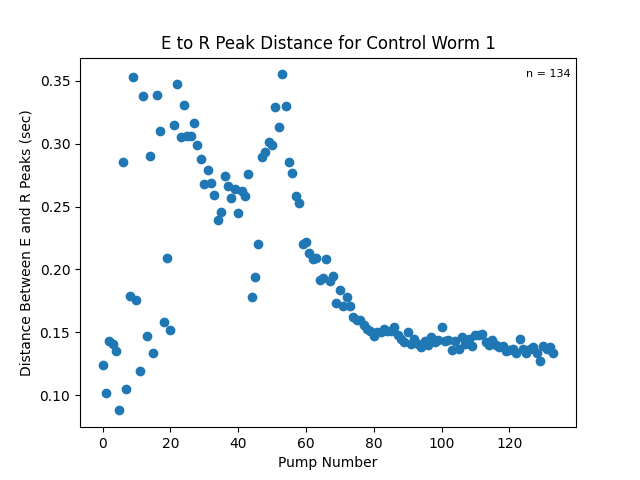 E to R Peak Distance for Control Worm 1
n = 134
Distance Between E and R Peaks (sec)
0.35
0.30
0.25
0.20
0.15
0.10
0 20 40 60 80 100 120
Pump Number